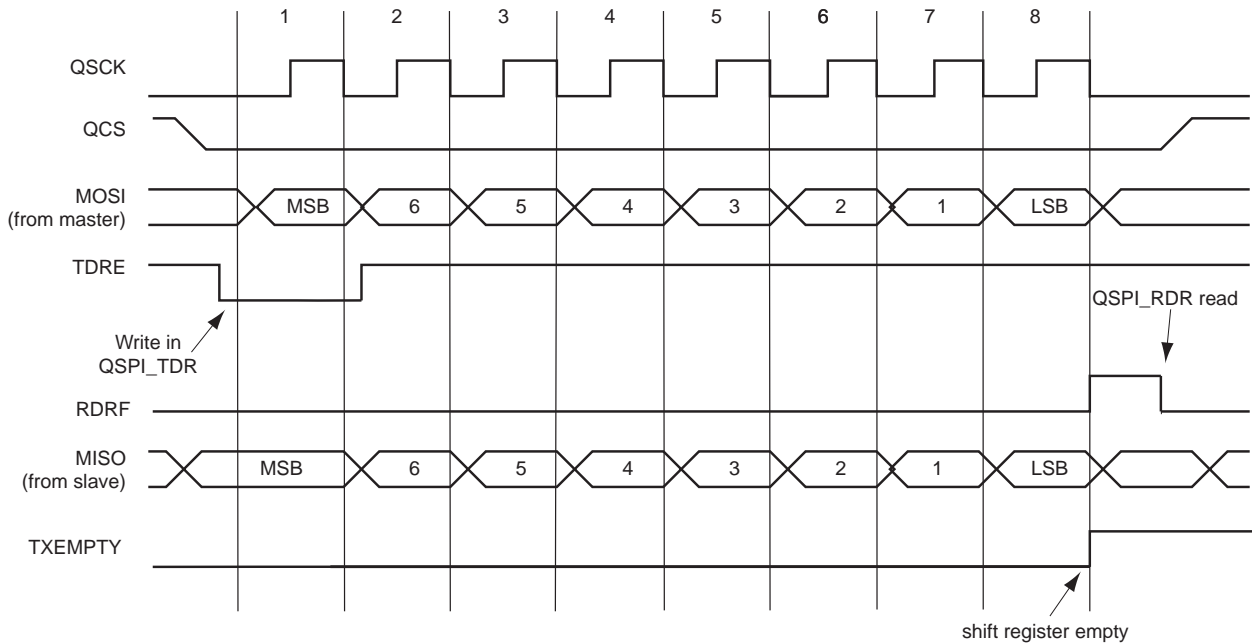 1 2 3 4 5 6 7 8
QSCK
QCS
MOSI
(from master)
MSB 6 5 4 3 2 1 LSB
TDRE
QSPI_RDR read
Write in
QSPI_TDR
RDRF
MISO
(from slave)
MSB 6 5 4 3 2 1 LSB
TXEMPTY
shift register empty